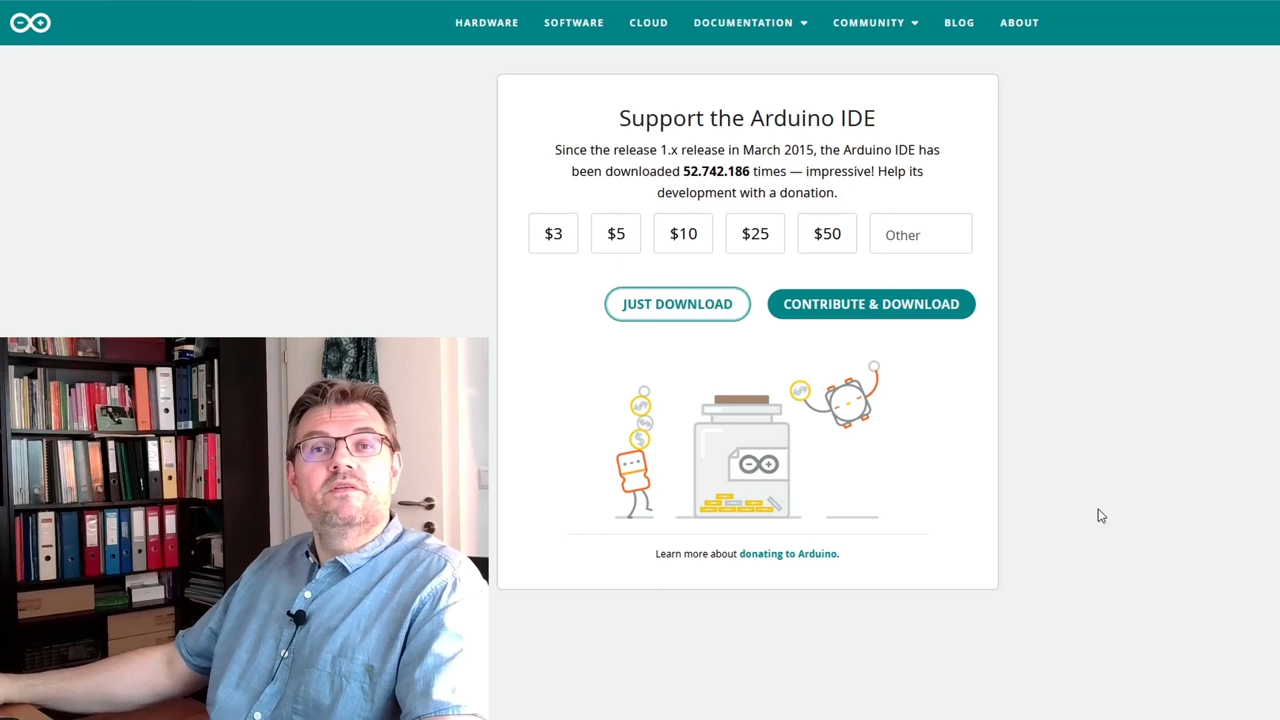 HARDWARE SOFTWARE CLOUD DOCUMENTATION COMMUNITY BLOG ABOUT
Support the Arduino IDE
Since the release 1.x release in March 2015, the Arduino IDE has
been downloaded 52.742.186 times — impressive! Help its
development with a donation.
$3 $5 $10 $25 $50 Other
JUST DOWNLOAD CONTRIBUTE & DOWNLOAD
Learn more about donating to Arduino.